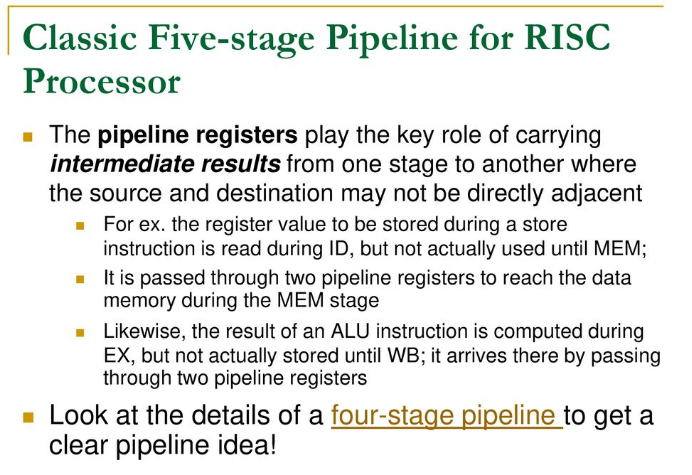 Classic Five-stage Pipeline for RISC
Processor
The pipeline registers play the key role of carrying
intermediate results from one stage to another where
the source and destination may not be directly adjacent
For ex. the register value to be stored during a store
instruction is read during ID, but not actually used until MEM;
It is passed through two pipeline registers to reach the data
memory during the MEM stage
Likewise, the result of an ALU instruction is computed during
EX, but not actually stored until WB; it arrives there by passing
through two pipeline registers
Look at the details of a four-stage pipeline to get a
clear pipeline idea!